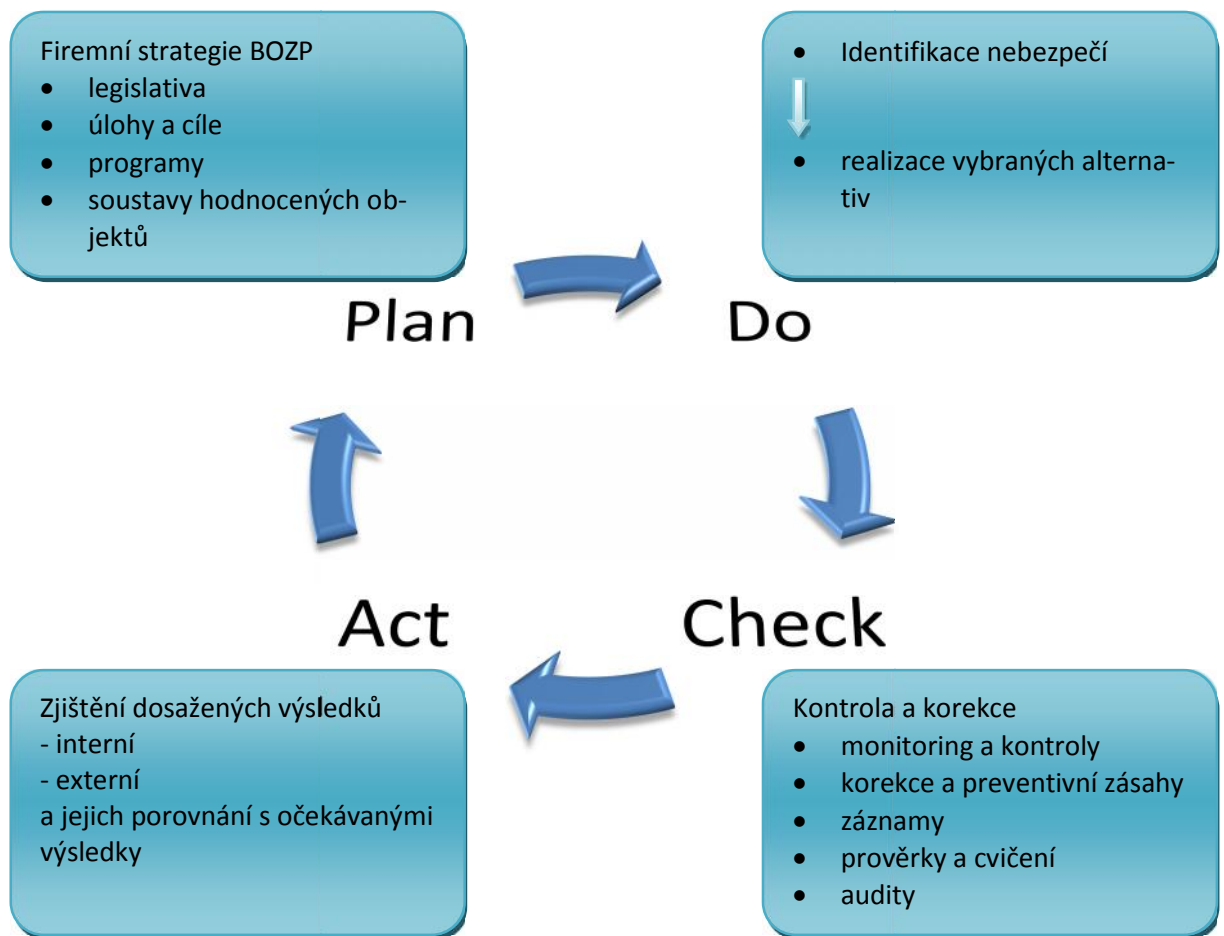 Firemní strategie BOZP
• legislativa
• úlohy a cíle
• programy
• soustavy hodnocených ob-
jektů
• Identifikace nebezpečí
• realizace vybraných alterna-
tiv
Plan
Do
Act
Check
Zjištění dosažených výsledků
- interní
- externí
a jejich porovnání s očekávanými
výsledky
Kontrola a korekce
• monitoring a kontroly
• korekce a preventivní zásahy
• záznamy
• prověrky a cvičení
• audity